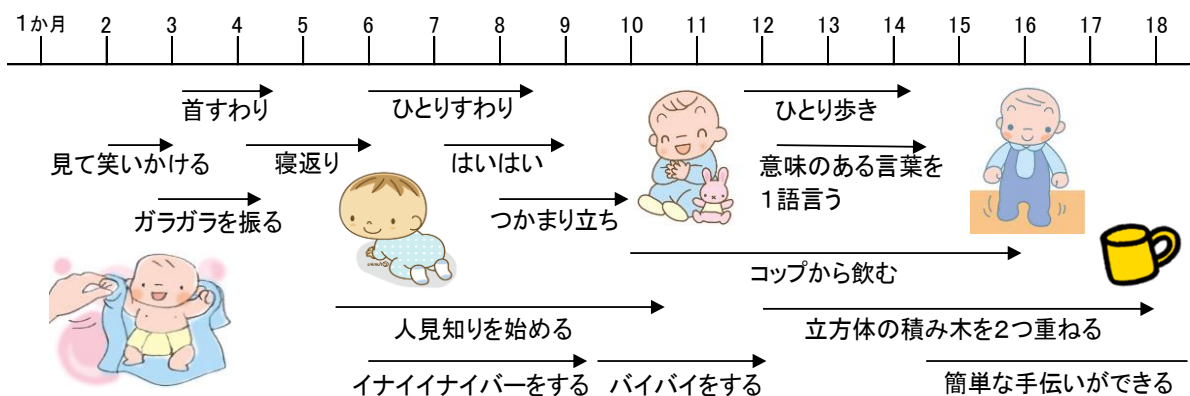 1か月 2 3 4 5 6 7 8 9 10 11 12 13 14 15 16 17 18
首すわり
ひとりすわり
ひとり歩き
見て笑いかける
寝返り
はいはい
意味のある言葉を
1語言う
ガラガラを振る
つかまり立ち
コップから飲む
人見知りを始める
立方体の積み木を2つ重ねる
イナイイナイバーをする
バイバイをする
簡単な手伝いができる